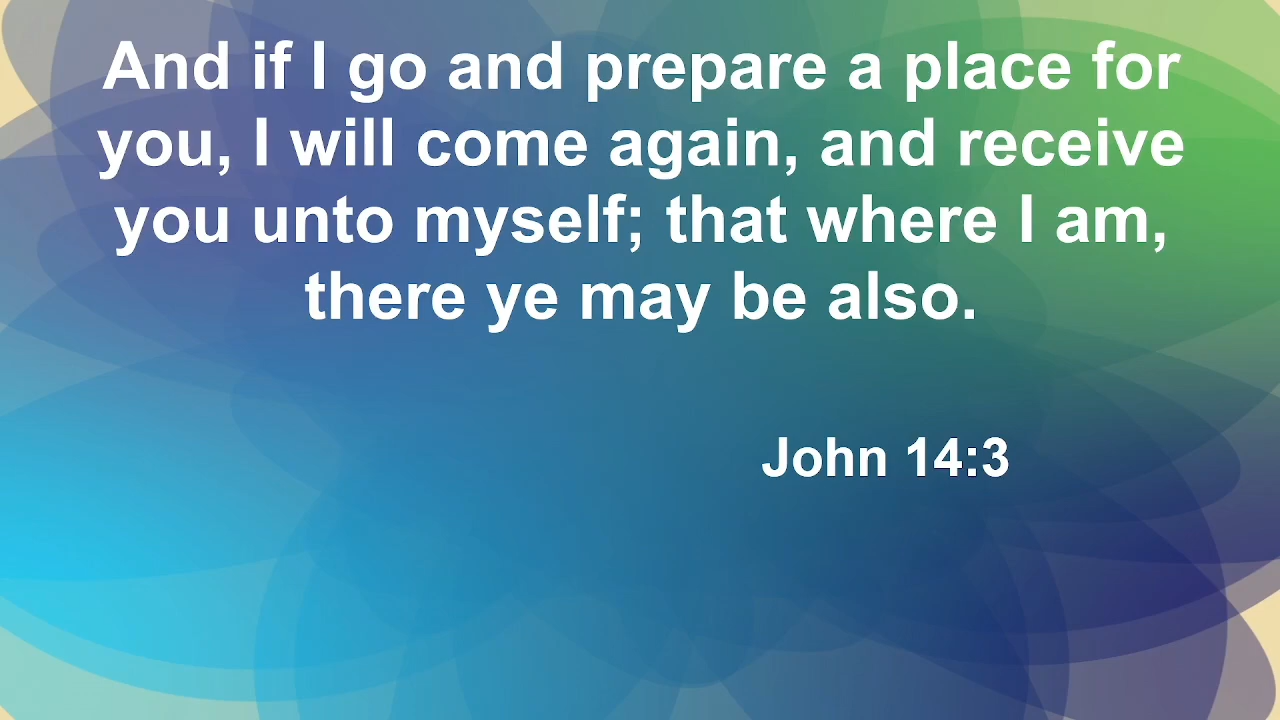 And if I go and prepare a place for
you, I will come again, and receive
you unto myself; that where I am,
there ye may be also.
John 14:3